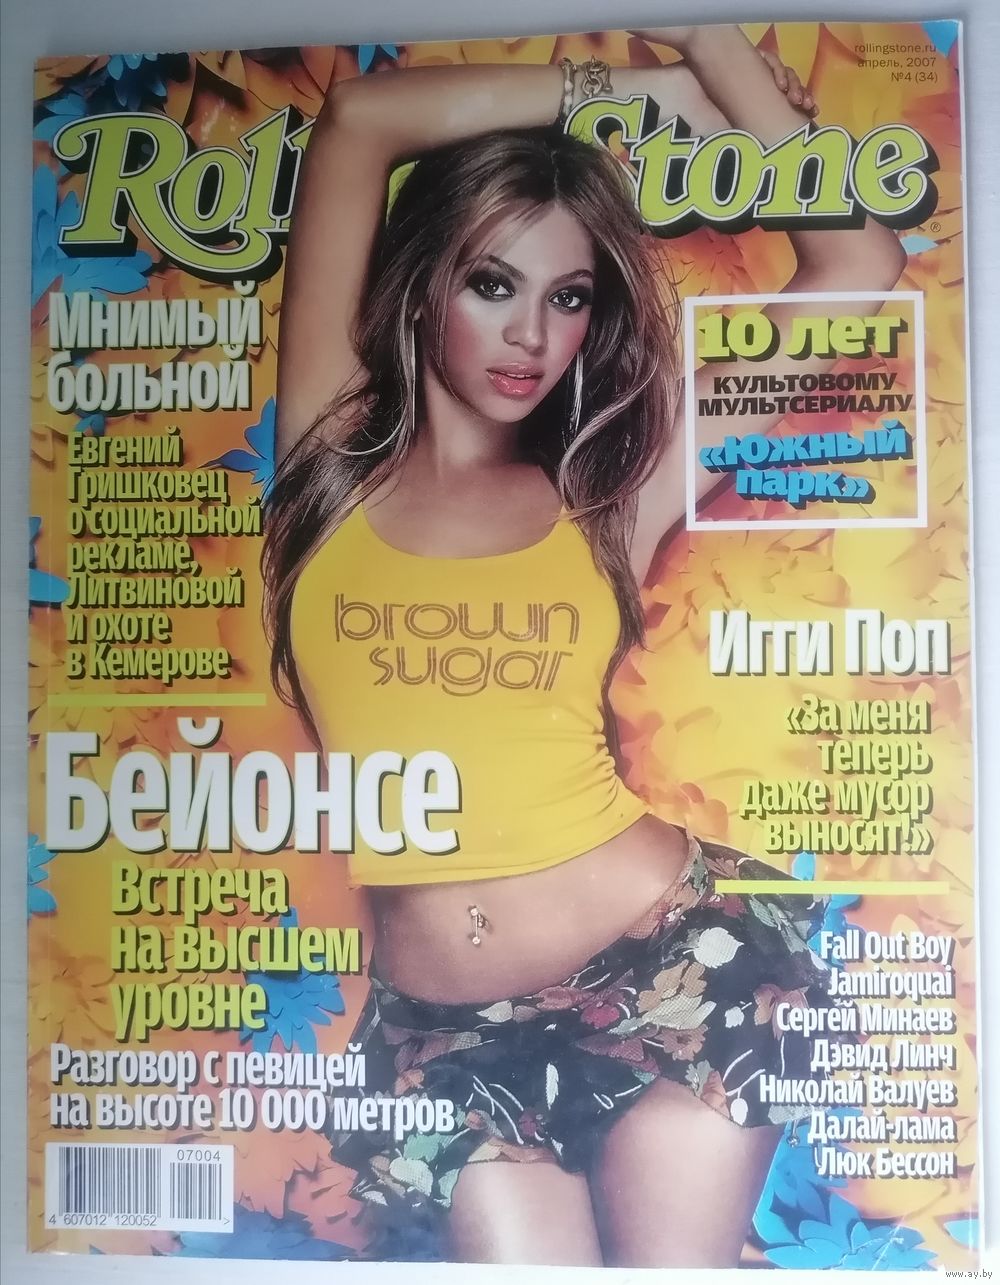 rollingstone.ru
апрель, 2007
№4 (34)
Roll Stone
®
Мнимый
больной
Евгений
Гришковец
о социальной
рекламе,
Литвиновой
и охоте
в Кемерове
10 лет
культовому
мультсериалу
«Южный
парк»
brown
sugar
Игги Поп
«За меня
теперь
даже мусор
выносят!»
Бейонсе
Встреча
на высшем
уровне
Разговор с певицей
на высоте 10 000 метров
Fall Out Boy
Jamiroquai
Сергей Минаев
Дэвид Линч
Николай Валуев
Далай-лама
Люк Бессон
07004
4 607012 120052 >
www.ay.by